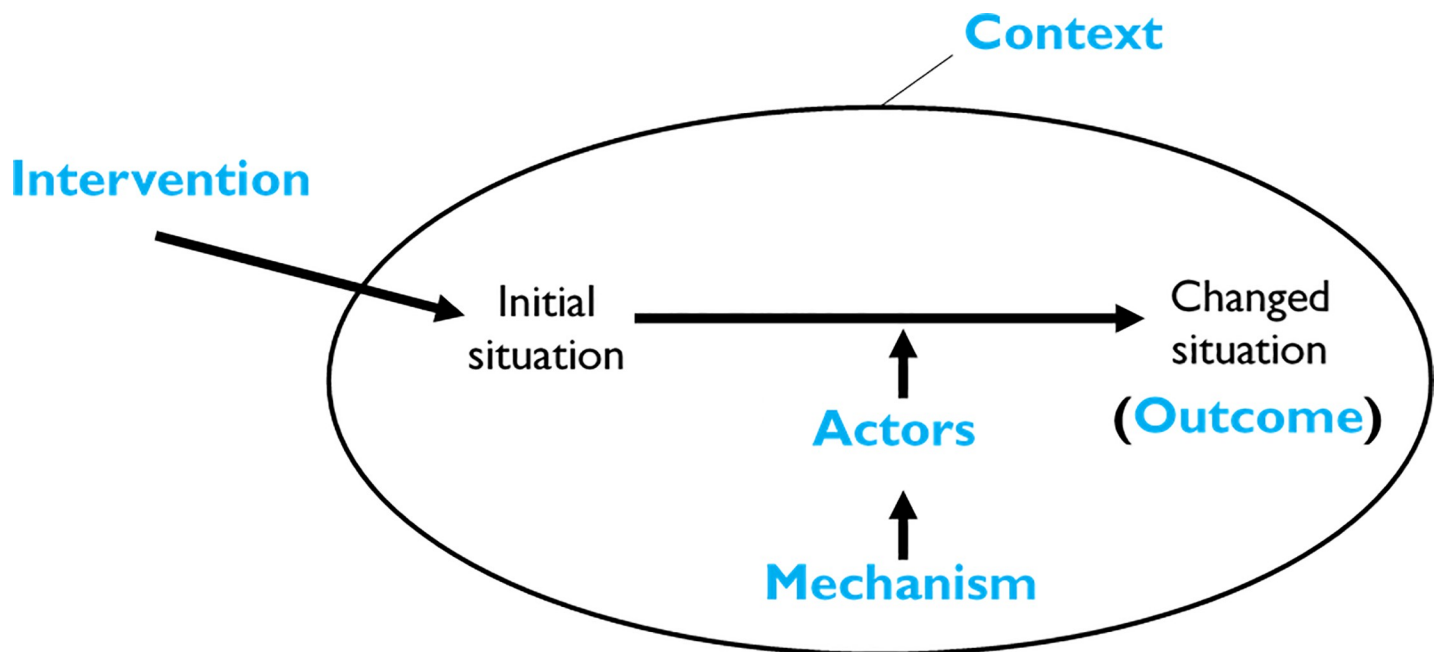 Context
Intervention
Initial
situation
Changed
situation
(Outcome)
Actors
Mechanism